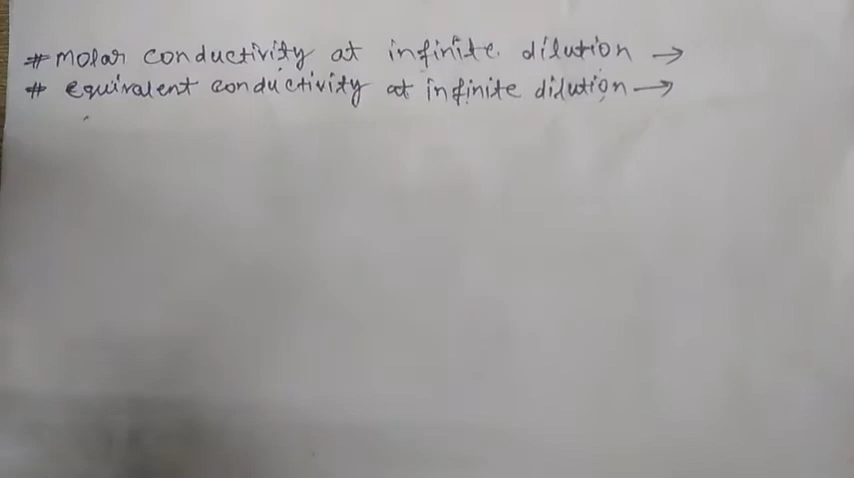 # Molar conductivity at infinite dilution →
# equivalent conductivity at infinite dilution →